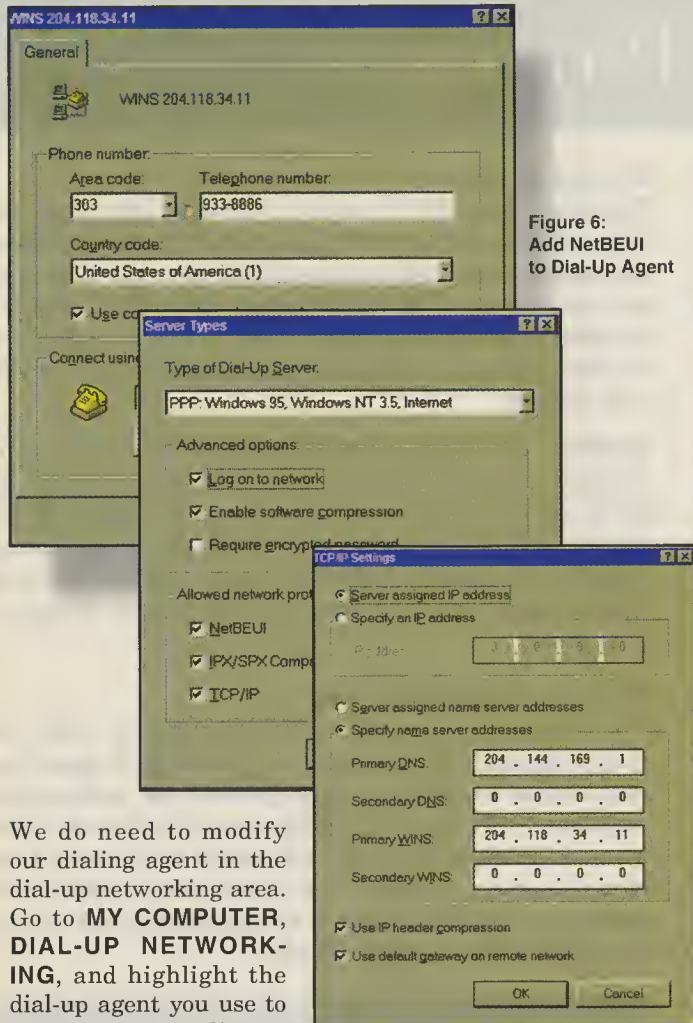 WINS 204.118.34.11
General
WINS 204.118.34.11
Phone number:
Area code: Telephone number:
303 - 933-8886
Country code:
United States of America (1)
Use
Connect
Figure 6:
Add NetBEUI
to Dial-Up Agent
Server Types
Type of Dial-Up Server:
PPP: Windows 95, Windows NT 3.5, Internet
Advanced options:
Log on to network
Enable software compression
Require encrypted password
Allowed network
NetBEUI
IPX/SPX
TCP/IP
TCP/IP Settings
Server assigned IP address
Specify an IP address
Server assigned name server addresses
Specify name server addresses
Primary DNS: 204 . 144 . 169 . 1
Secondary DNS: 0 . 0 . 0 . 0
Primary WINS: 204 . 118 . 34 . 11
Secondary WINS: 0 . 0 . 0 . 0
Use IP header compression
Use default gateway on remote network
OK Cancel
We do need to modify
our dialing agent in the
dial-up networking area.
Go to MY COMPUTER,
DIAL-UP NETWORK-
ING, and highlight the
dial-up agent you use to